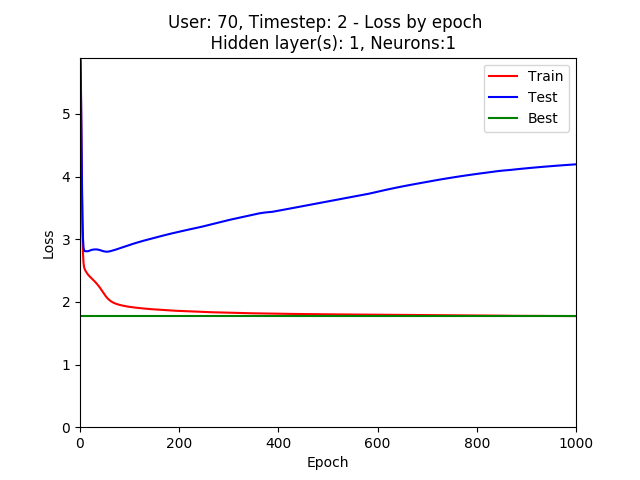 User: 70, Timestep: 2 - Loss by epoch
Hidden layer(s): 1, Neurons:1
Train
Test
Best
5
4
3
2
1
0
Loss
0 200 400 600 800 1000
Epoch